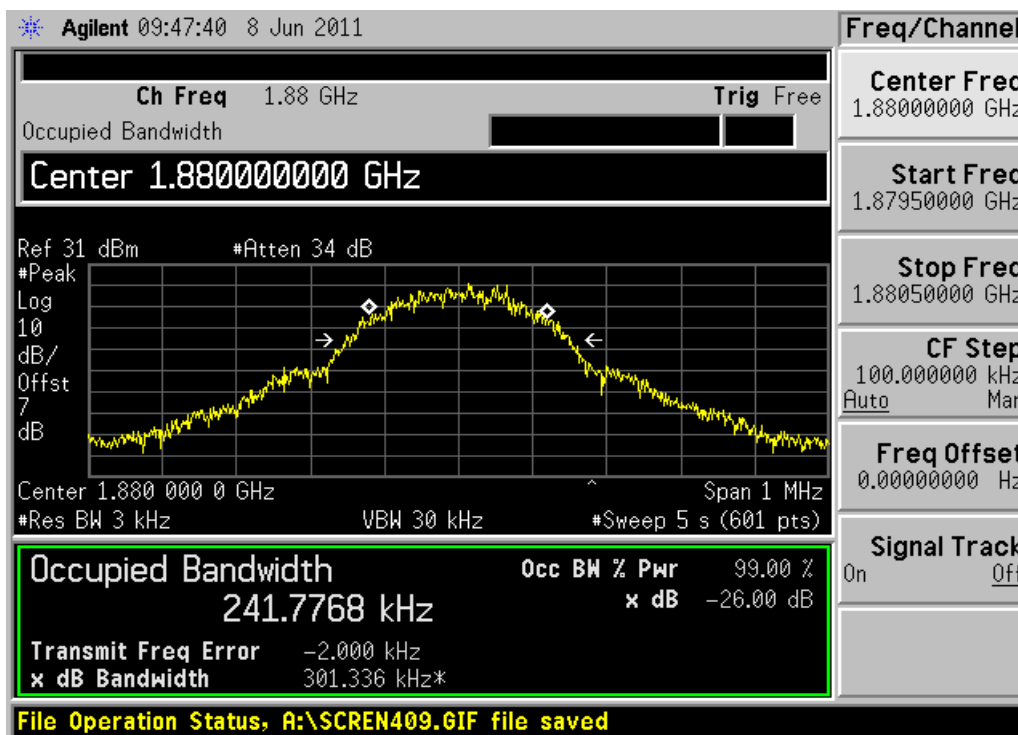 Agilent 09:47:40 8 Jun 2011
Ch Freq 1.88 GHz Trig Free
Occupied Bandwidth
Center 1.880000000 GHz
Ref 31 dBm #Atten 34 dB
#Peak
Log
10
dB/
Offst
7
dB
Center 1.880 000 0 GHz Span 1 MHz
#Res BW 3 kHz VBW 30 kHz #Sweep 5 s (601 pts)
Occupied Bandwidth
241.7768 kHz
Occ BW % Pwr 99.00 %
x dB -26.00 dB
Transmit Freq Error -2.000 kHz
x dB Bandwidth 301.336 kHz*
File Operation Status, A:\SCREN409.GIF file saved
Freq/Channel
Center Freq
1.88000000 GHz
Start Freq
1.87950000 GHz
Stop Freq
1.88050000 GHz
CF Step
100.000000 kHz
Auto Man
Freq Offset
0.00000000 Hz
Signal Track
On Off